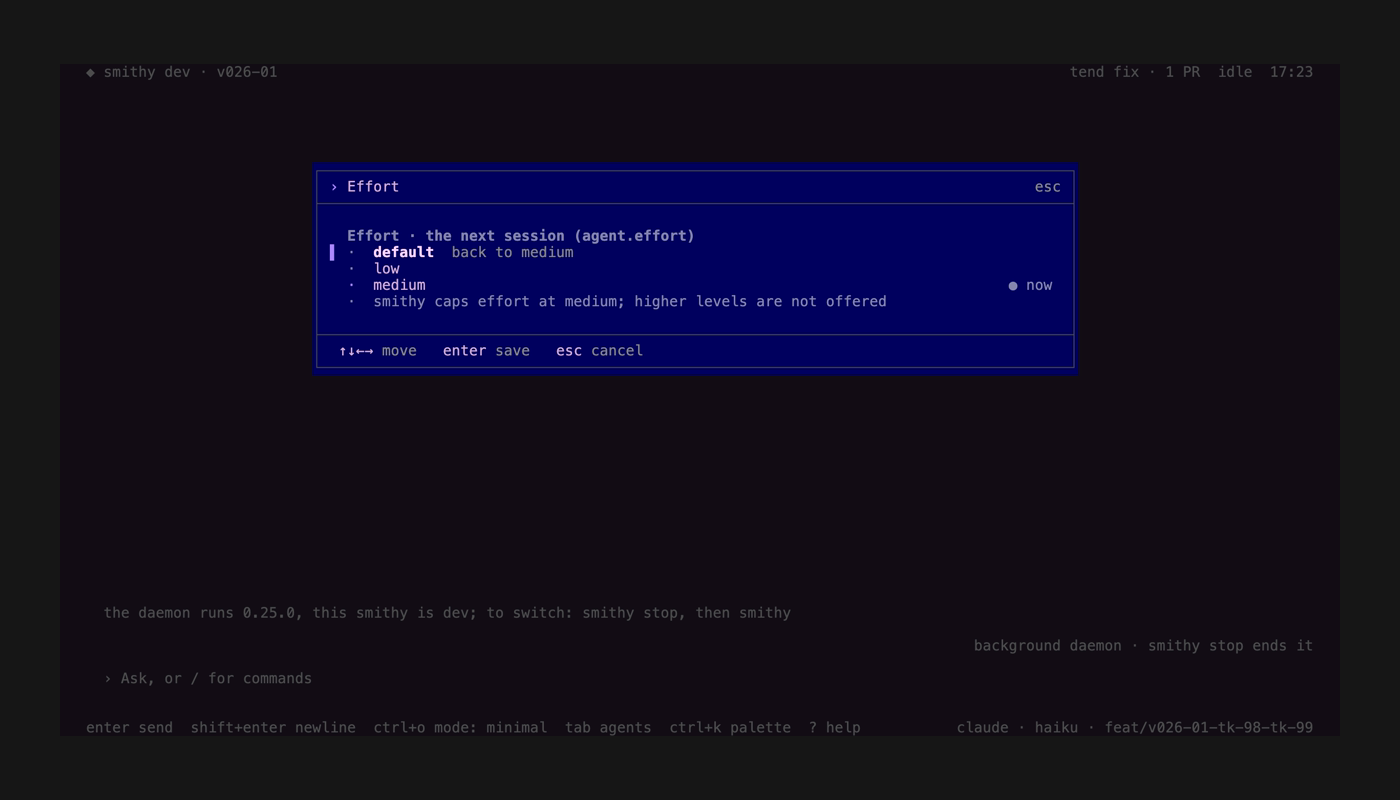 ◆ smithy dev · v026-01 tend fix · 1 PR idle 17:23
› Effort esc
Effort · the next session (agent.effort)
· default back to medium
· low
· medium ● now
· smithy caps effort at medium; higher levels are not offered
↑↓←→ move enter save esc cancel
the daemon runs 0.25.0, this smithy is dev; to switch: smithy stop, then smithy
background daemon · smithy stop ends it
› Ask, or / for commands
enter send shift+enter newline ctrl+o mode: minimal tab agents ctrl+k palette ? help claude · haiku · feat/v026-01-tk-98-tk-99